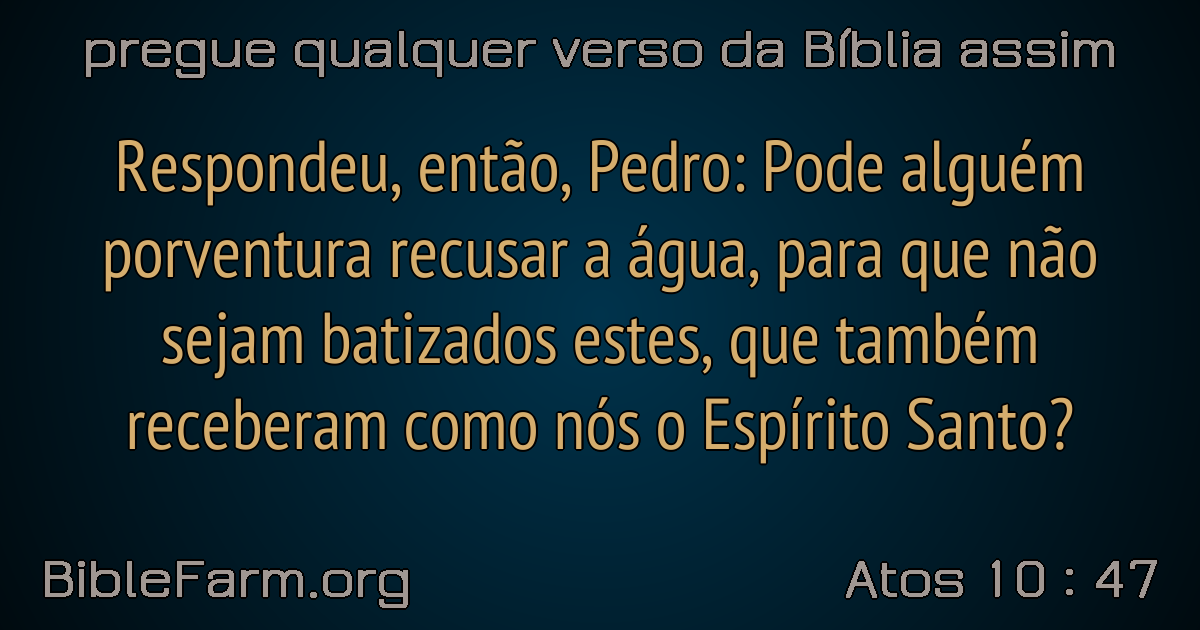 pregue qualquer verso da Bíblia assim
Respondeu, então, Pedro: Pode alguém
porventura recusar a água, para que não
sejam batizados estes, que também
receberam como nós o Espírito Santo?
BibleFarm.org
Atos 10 : 47